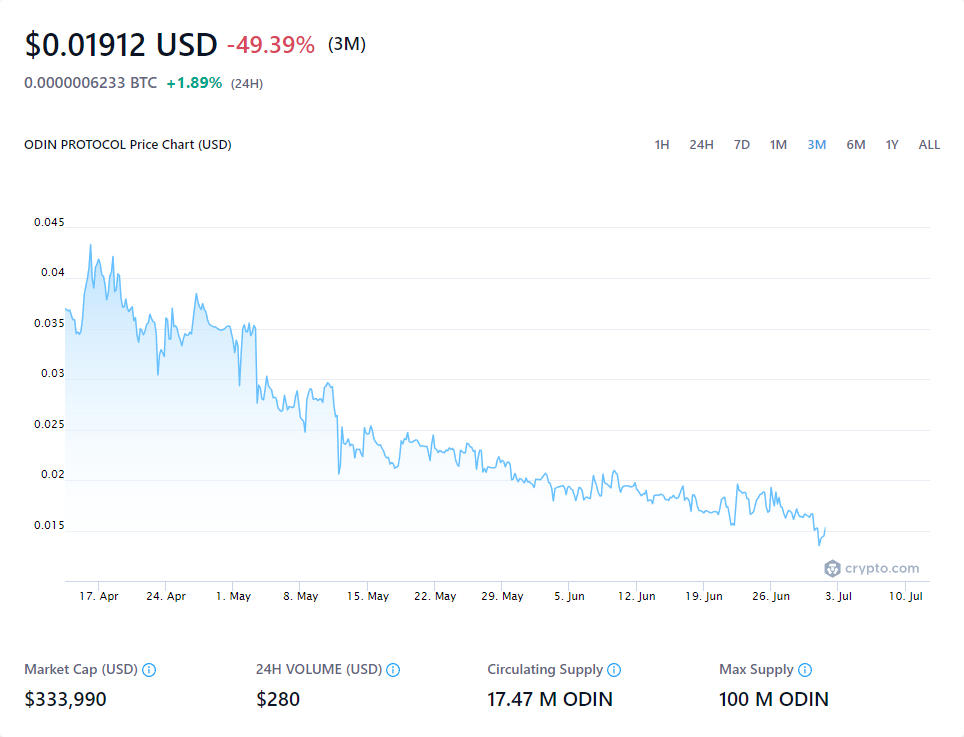 $0.01912 USD -49.39% (3M)
0.0000006233 BTC +1.89% (24H)
ODIN PROTOCOL Price Chart (USD) 1H 24H 7D 1M 3M 6M 1Y ALL
0.045
0.04
0.035
0.03
0.025
0.02
0.015
crypto.com
17. Apr 24. Apr 1. May 8. May 15. May 22. May 29. May 5. Jun 12. Jun 19. Jun 26. Jun 3. Jul 10. Jul
Market Cap (USD) 24H VOLUME (USD) Circulating Supply Max Supply
$333,990 $280 17.47 M ODIN 100 M ODIN